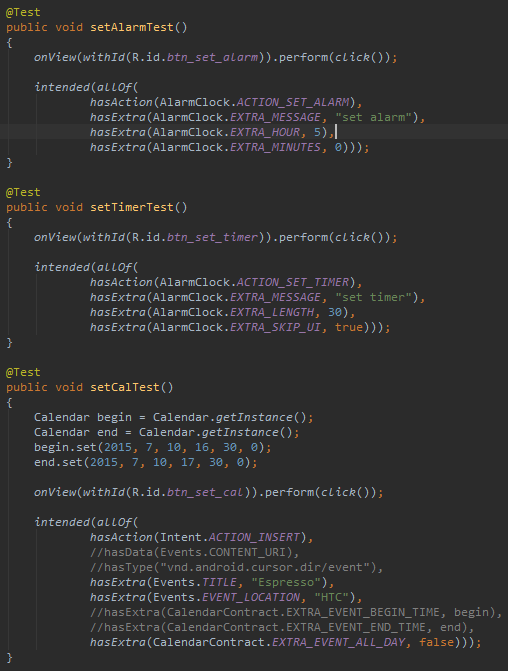 @Test
public void setAlarmTest()
{
    onView(withId(R.id.btn_set_alarm)).perform(click());

    intended(allOf(
            hasAction(AlarmClock.ACTION_SET_ALARM),
            hasExtra(AlarmClock.EXTRA_MESSAGE, "set alarm"),
            hasExtra(AlarmClock.EXTRA_HOUR, 5),
            hasExtra(AlarmClock.EXTRA_MINUTES, 0)));
}

@Test
public void setTimerTest()
{
    onView(withId(R.id.btn_set_timer)).perform(click());

    intended(allOf(
            hasAction(AlarmClock.ACTION_SET_TIMER),
            hasExtra(AlarmClock.EXTRA_MESSAGE, "set timer"),
            hasExtra(AlarmClock.EXTRA_LENGTH, 30),
            hasExtra(AlarmClock.EXTRA_SKIP_UI, true)));
}

@Test
public void setCalTest()
{
    Calendar begin = Calendar.getInstance();
    Calendar end = Calendar.getInstance();
    begin.set(2015, 7, 10, 16, 30, 0);
    end.set(2015, 7, 10, 17, 30, 0);

    onView(withId(R.id.btn_set_cal)).perform(click());

    intended(allOf(
            hasAction(Intent.ACTION_INSERT),
            //hasData(Events.CONTENT_URI),
            //hasType("vnd.android.cursor.dir/event"),
            hasExtra(Events.TITLE, "Espresso"),
            hasExtra(Events.EVENT_LOCATION, "HTC"),
            //hasExtra(CalendarContract.EXTRA_EVENT_BEGIN_TIME, begin),
            //hasExtra(CalendarContract.EXTRA_EVENT_END_TIME, end),
            hasExtra(CalendarContract.EXTRA_EVENT_ALL_DAY, false)));
}